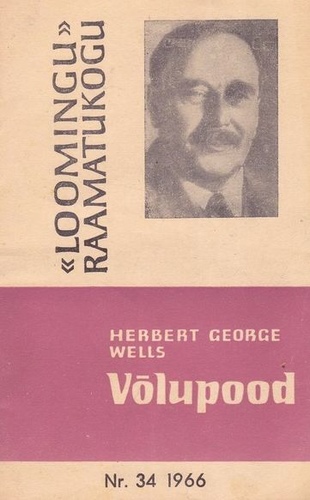 «LOOMINGU»
RAAMATUKOGU
HERBERT GEORGE
WELLS
Võlupood
Nr. 34 1966